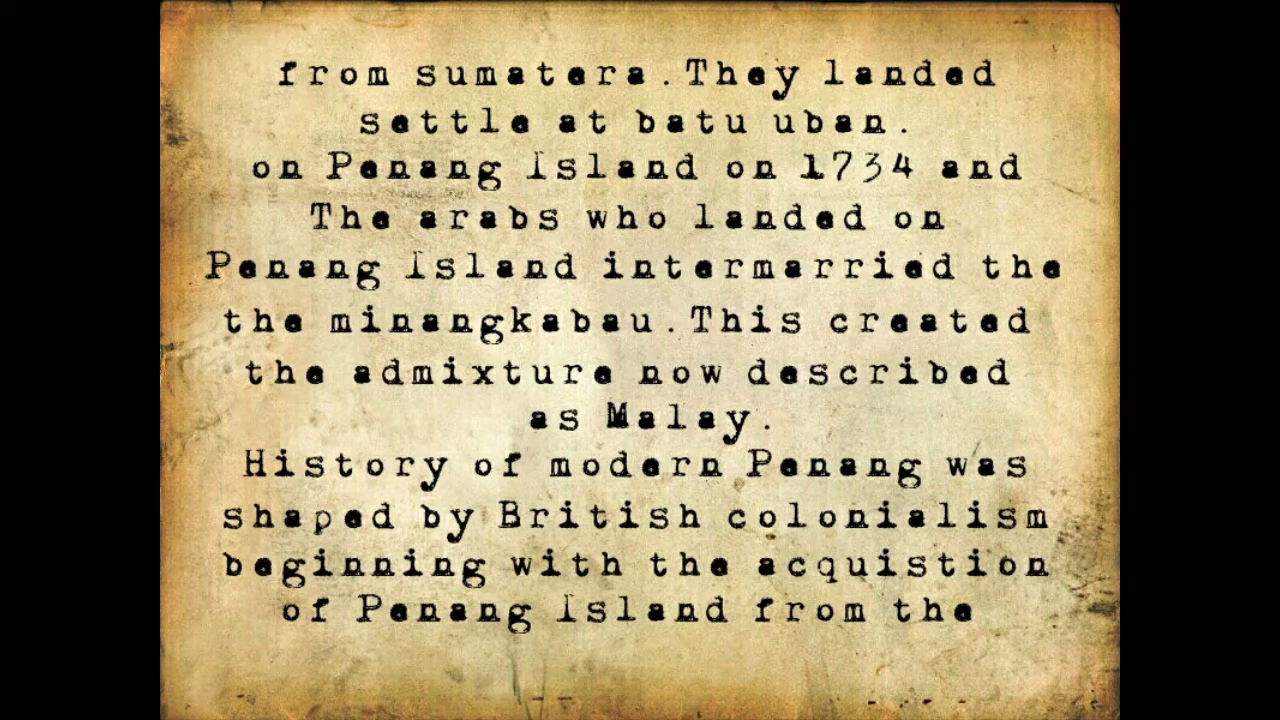 from sumatera.They landed
settle at batu uban.
on Penang Island on 1734 and
The arabs who landed on
Penang Island intermarried the
the minangkabau.This created
the admixture now described
as Malay.
History of modern Penang was
shaped by British colonialism
beginning with the acquistion
of Penang Island from the